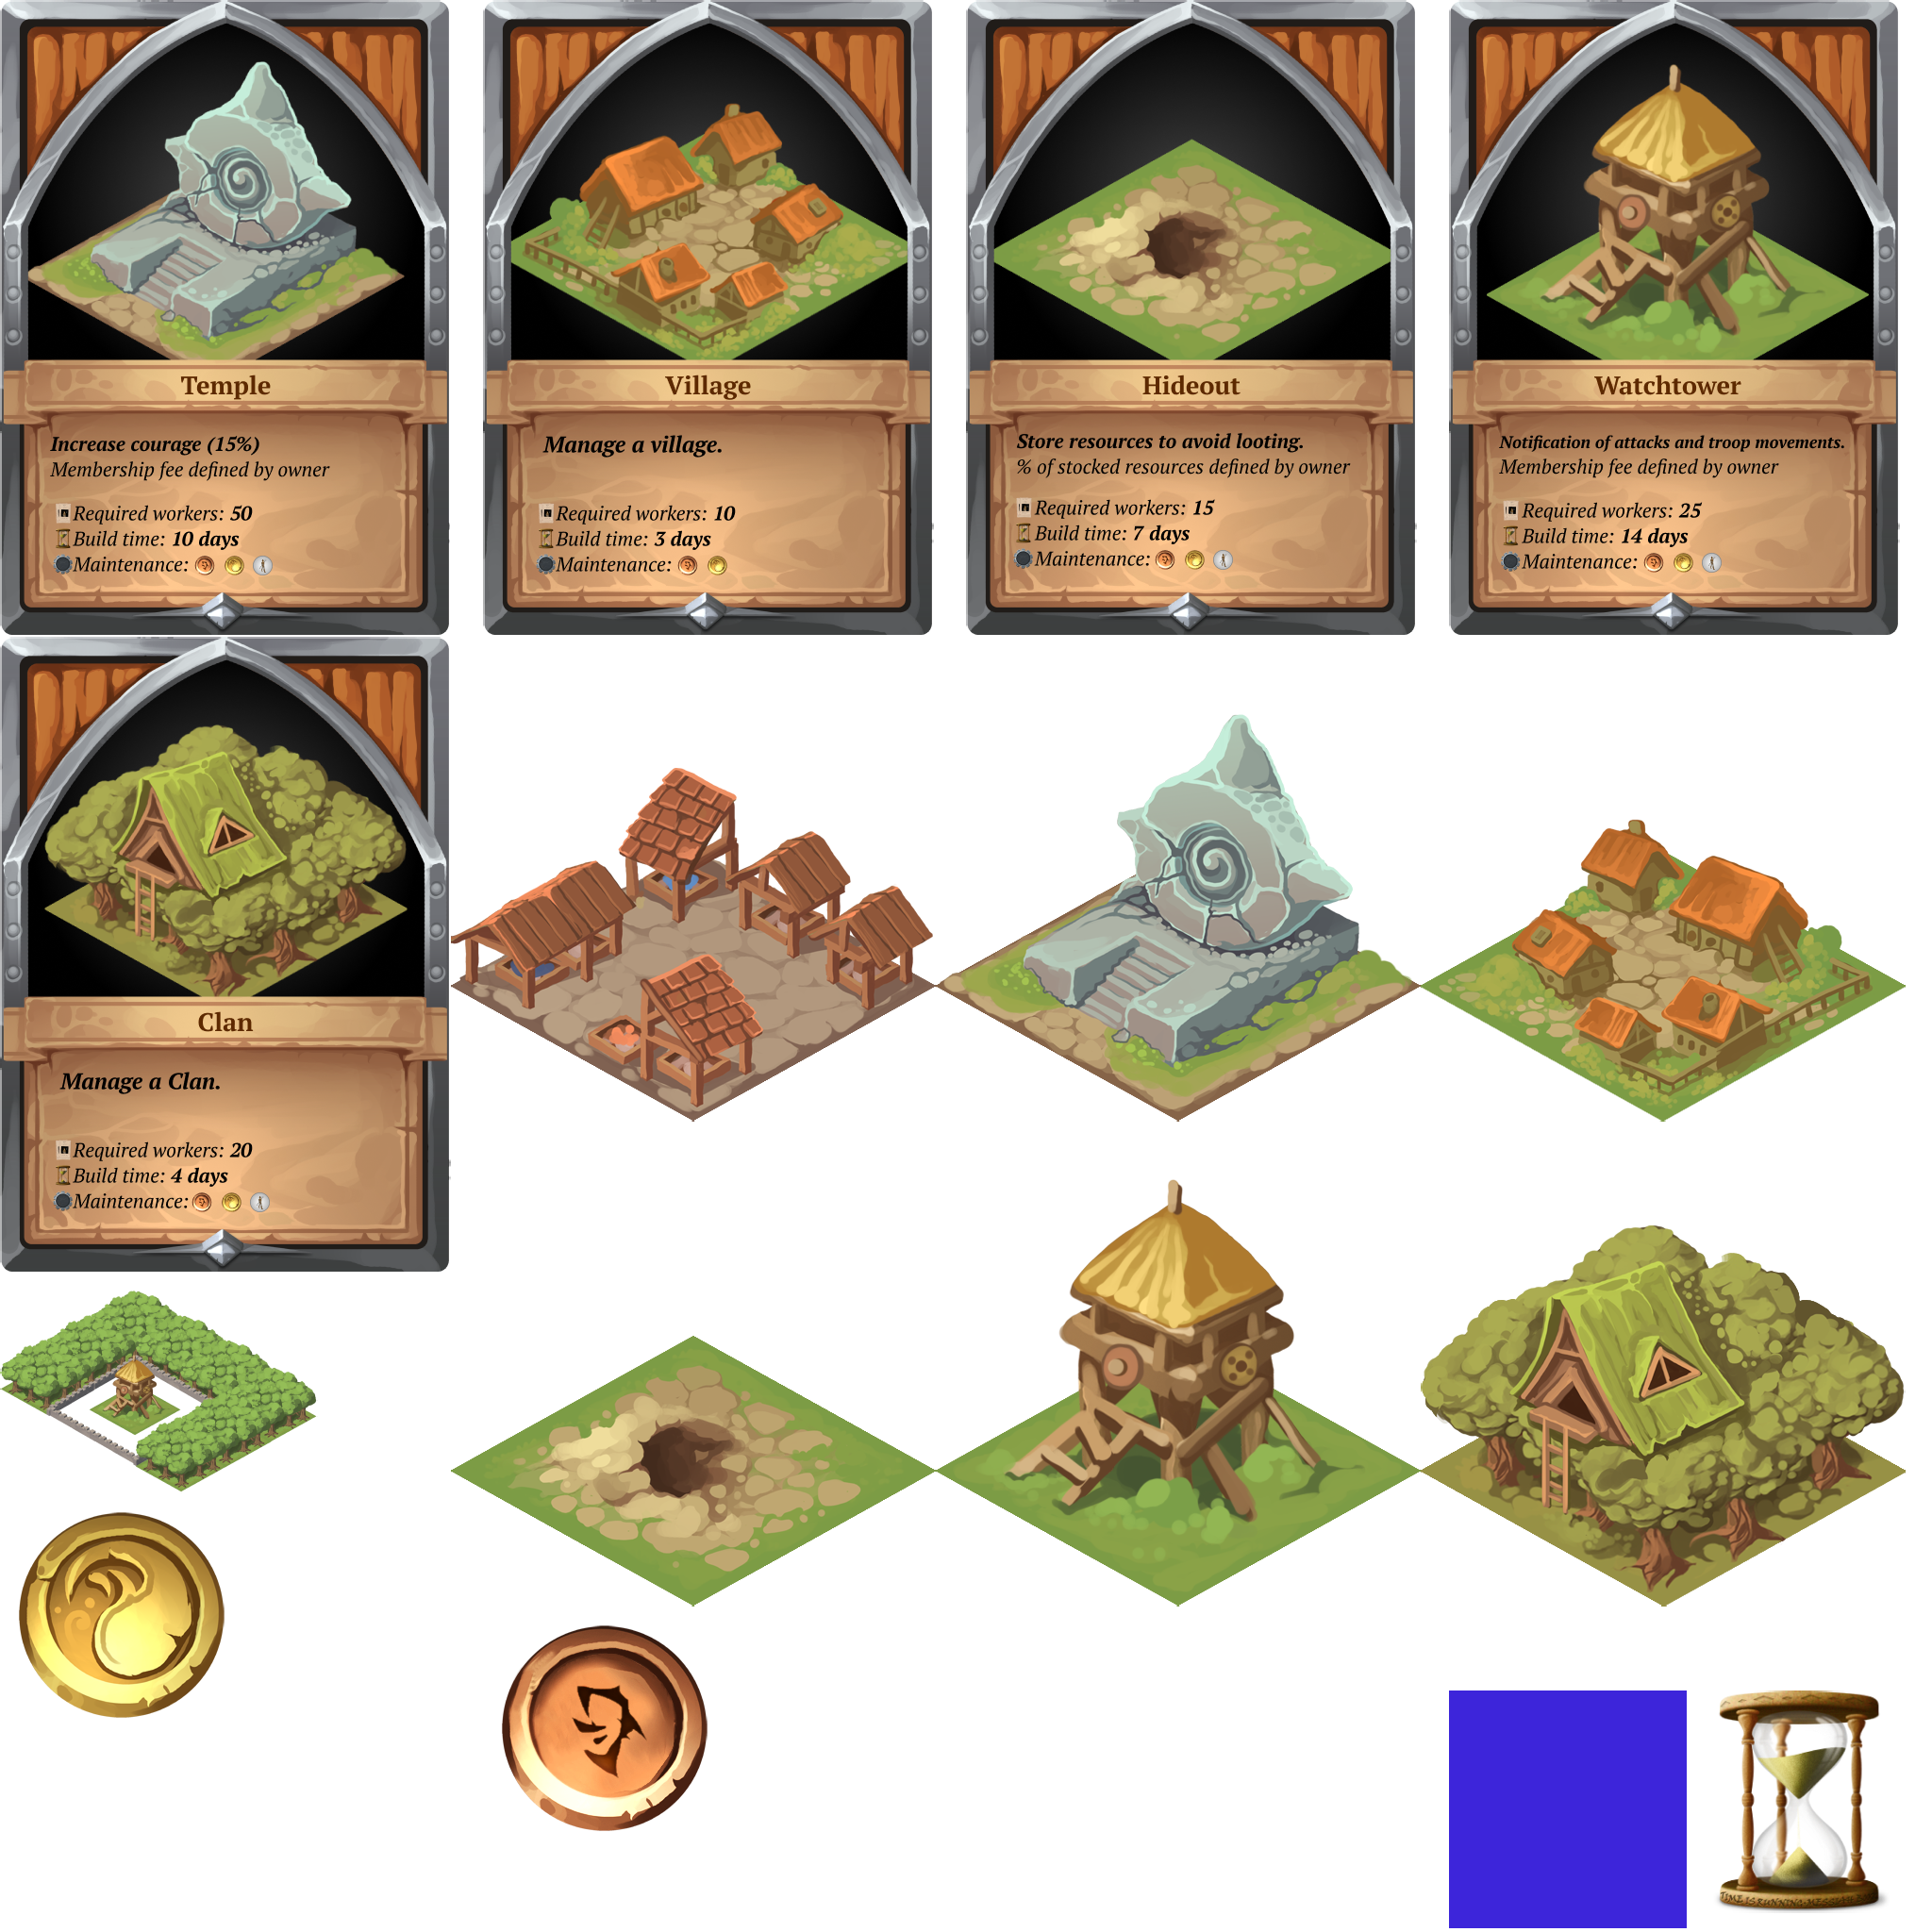 Temple
Increase courage (15%)
Membership fee defined by owner
Required workers: 50
Build time: 10 days
Maintenance:
Village
Manage a village.
Required workers: 10
Build time: 3 days
Maintenance:
Hideout
Store resources to avoid looting.
% of stocked resources defined by owner
Required workers: 15
Build time: 7 days
Maintenance:
Watchtower
Notification of attacks and troop movements.
Membership fee defined by owner
Required workers: 25
Build time: 14 days
Maintenance:
Clan
Manage a Clan.
Required workers: 20
Build time: 4 days
Maintenance:
TIME IS RUNNING